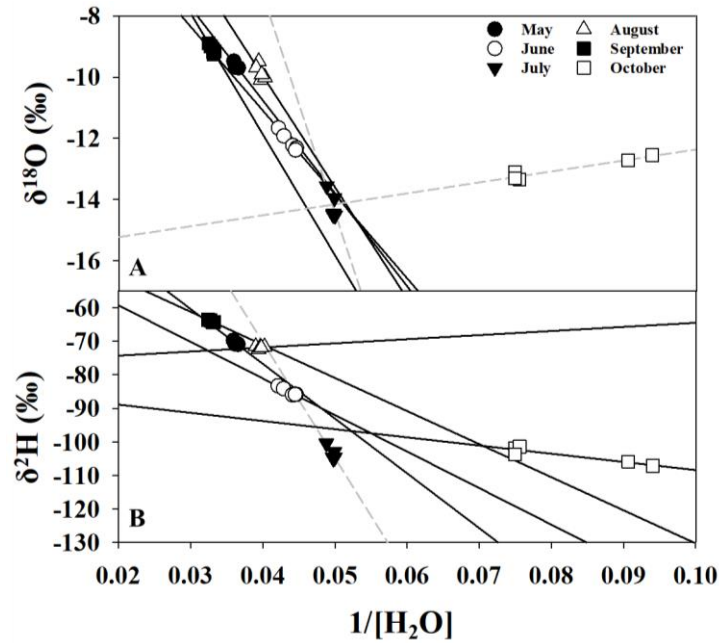 -8
-10
-12
-14
-16
δ¹⁸O (‰)
May
June
July
August
September
October
A
-60
-70
-80
-90
-100
-110
-120
-130
δ²H (‰)
B
0.02 0.03 0.04 0.05 0.06 0.07 0.08 0.09 0.10
1/[H₂O]